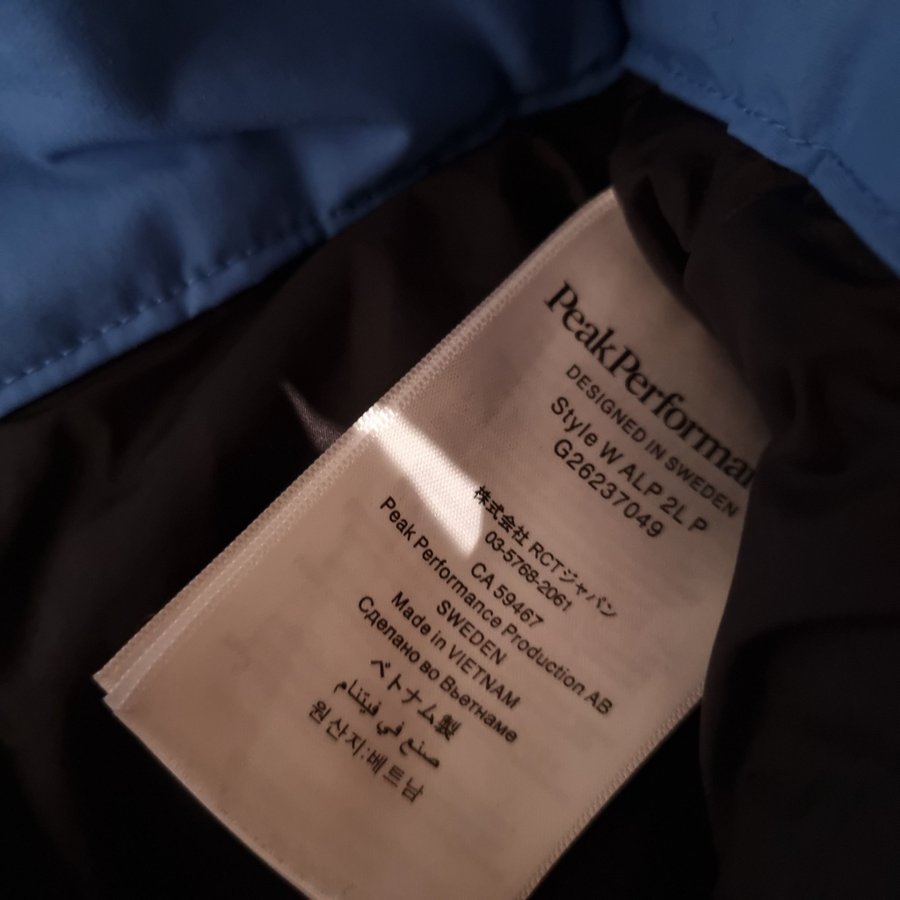 PeakPerforma
DESIGNED IN SWEDEN
Style W ALP 2L P
G26237049
株式会社 RCTジャパン
03-5768-2061
CA 59467
Peak Performance Production AB
SWEDEN
Made in VIETNAM
Сделано во Вьетнаме
ベトナム製
صنع في فيتنام
원산지:베트남